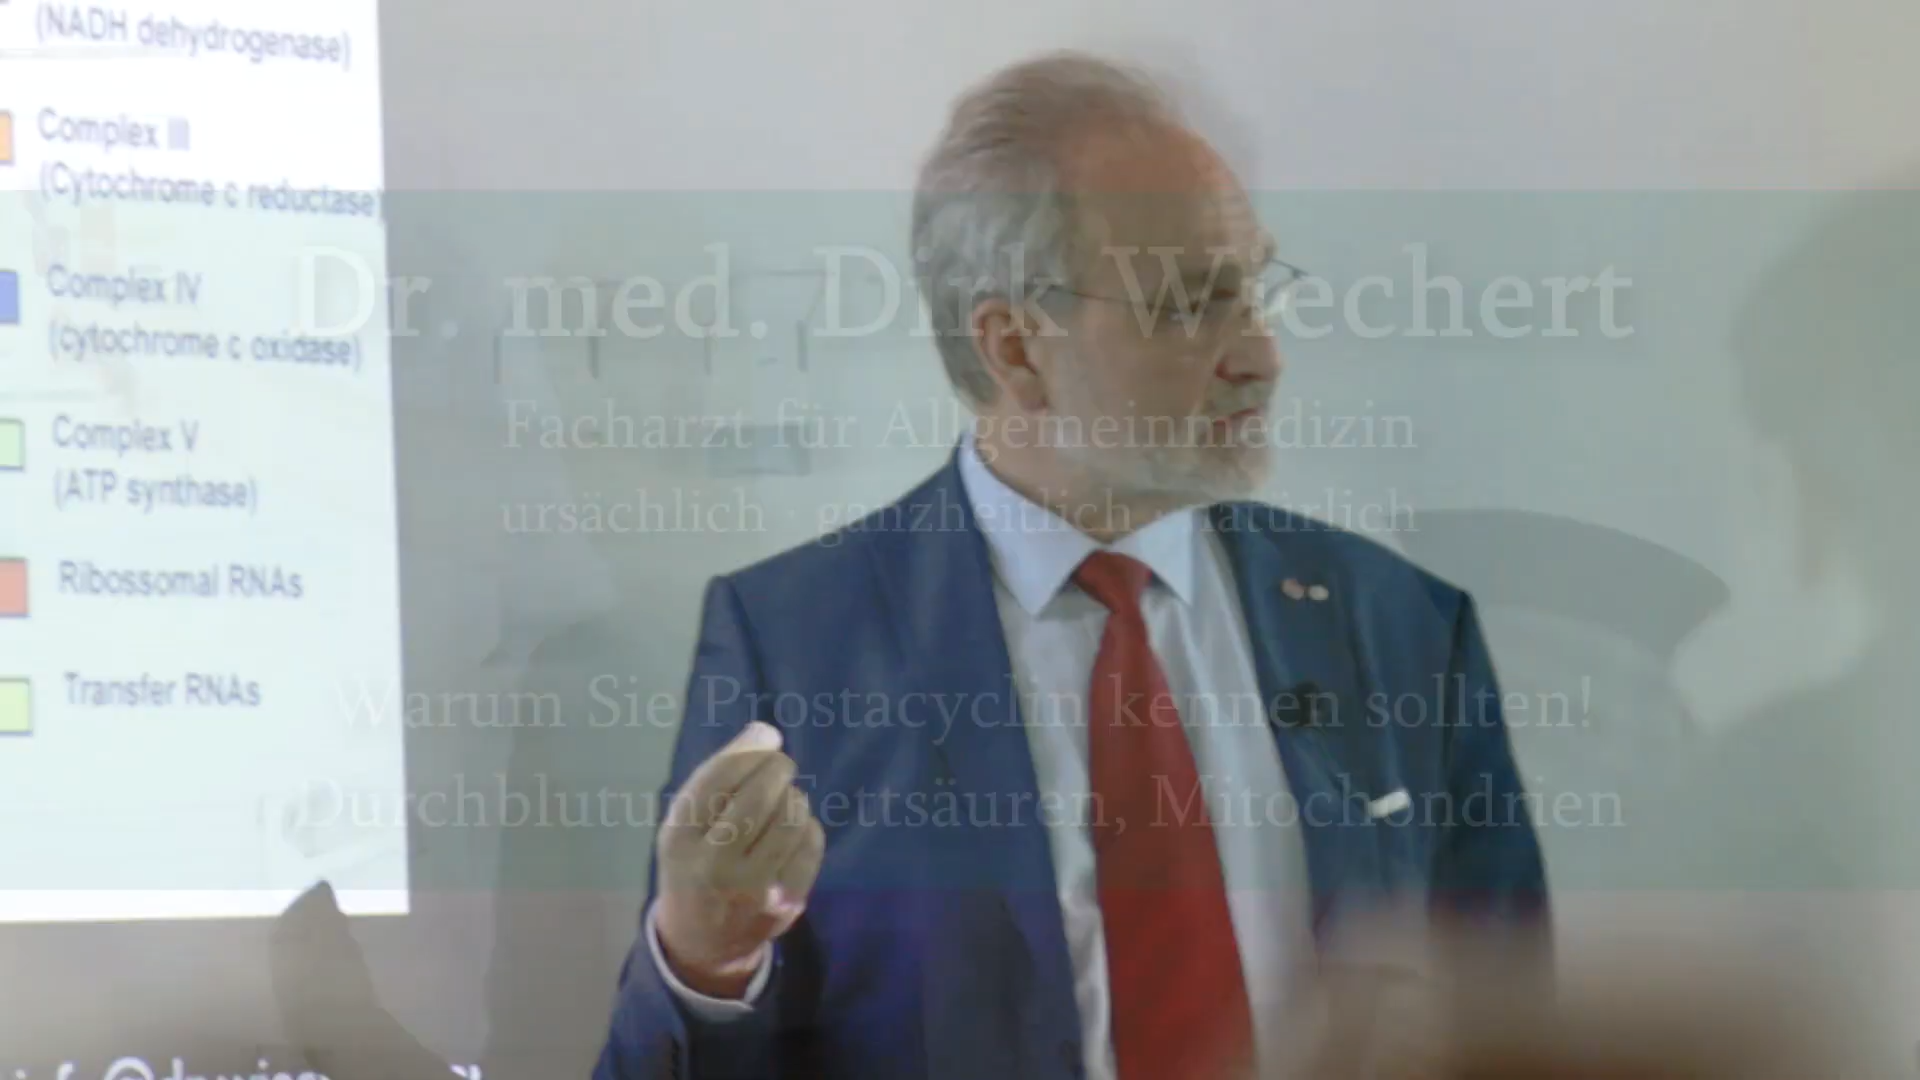 (NADH dehydrogenase)
Complex III
(Cytochrome c reductase)
Complex IV
(cytochrome c oxidase)
Complex V
(ATP synthase)
Ribossomal RNAs
Transfer RNAs
Dr. med. Dirk Wiechert
Facharzt für Allgemeinmedizin
ursächlich · ganzheitlich · natürlich
Warum Sie Prostacyclin kennen sollten!
Durchblutung, Fettsäuren, Mitochondrien